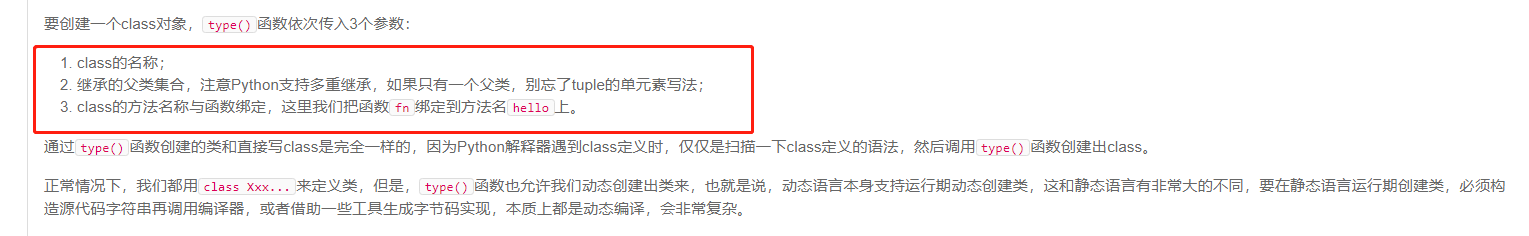 要创建一个class对象，type()函数依次传入3个参数：
1. class的名称；
2. 继承的父类集合，注意Python支持多重继承，如果只有一个父类，别忘了tuple的单元素写法；
3. class的方法名称与函数绑定，这里我们把函数fn绑定到方法名hello上。
通过type()函数创建的类和直接写class是完全一样的，因为Python解释器遇到class定义时，仅仅是扫描一下class定义的语法，然后调用type()函数创建出class。
正常情况下，我们都用class Xxx...来定义类，但是，type()函数也允许我们动态创建出类来，也就是说，动态语言本身支持运行期动态创建类，这和静态语言有非常大的不同，要在静态语言运行期创建类，必须构
造源代码字符串再调用编译器，或者借助一些工具生成字节码实现，本质上都是动态编译，会非常复杂。